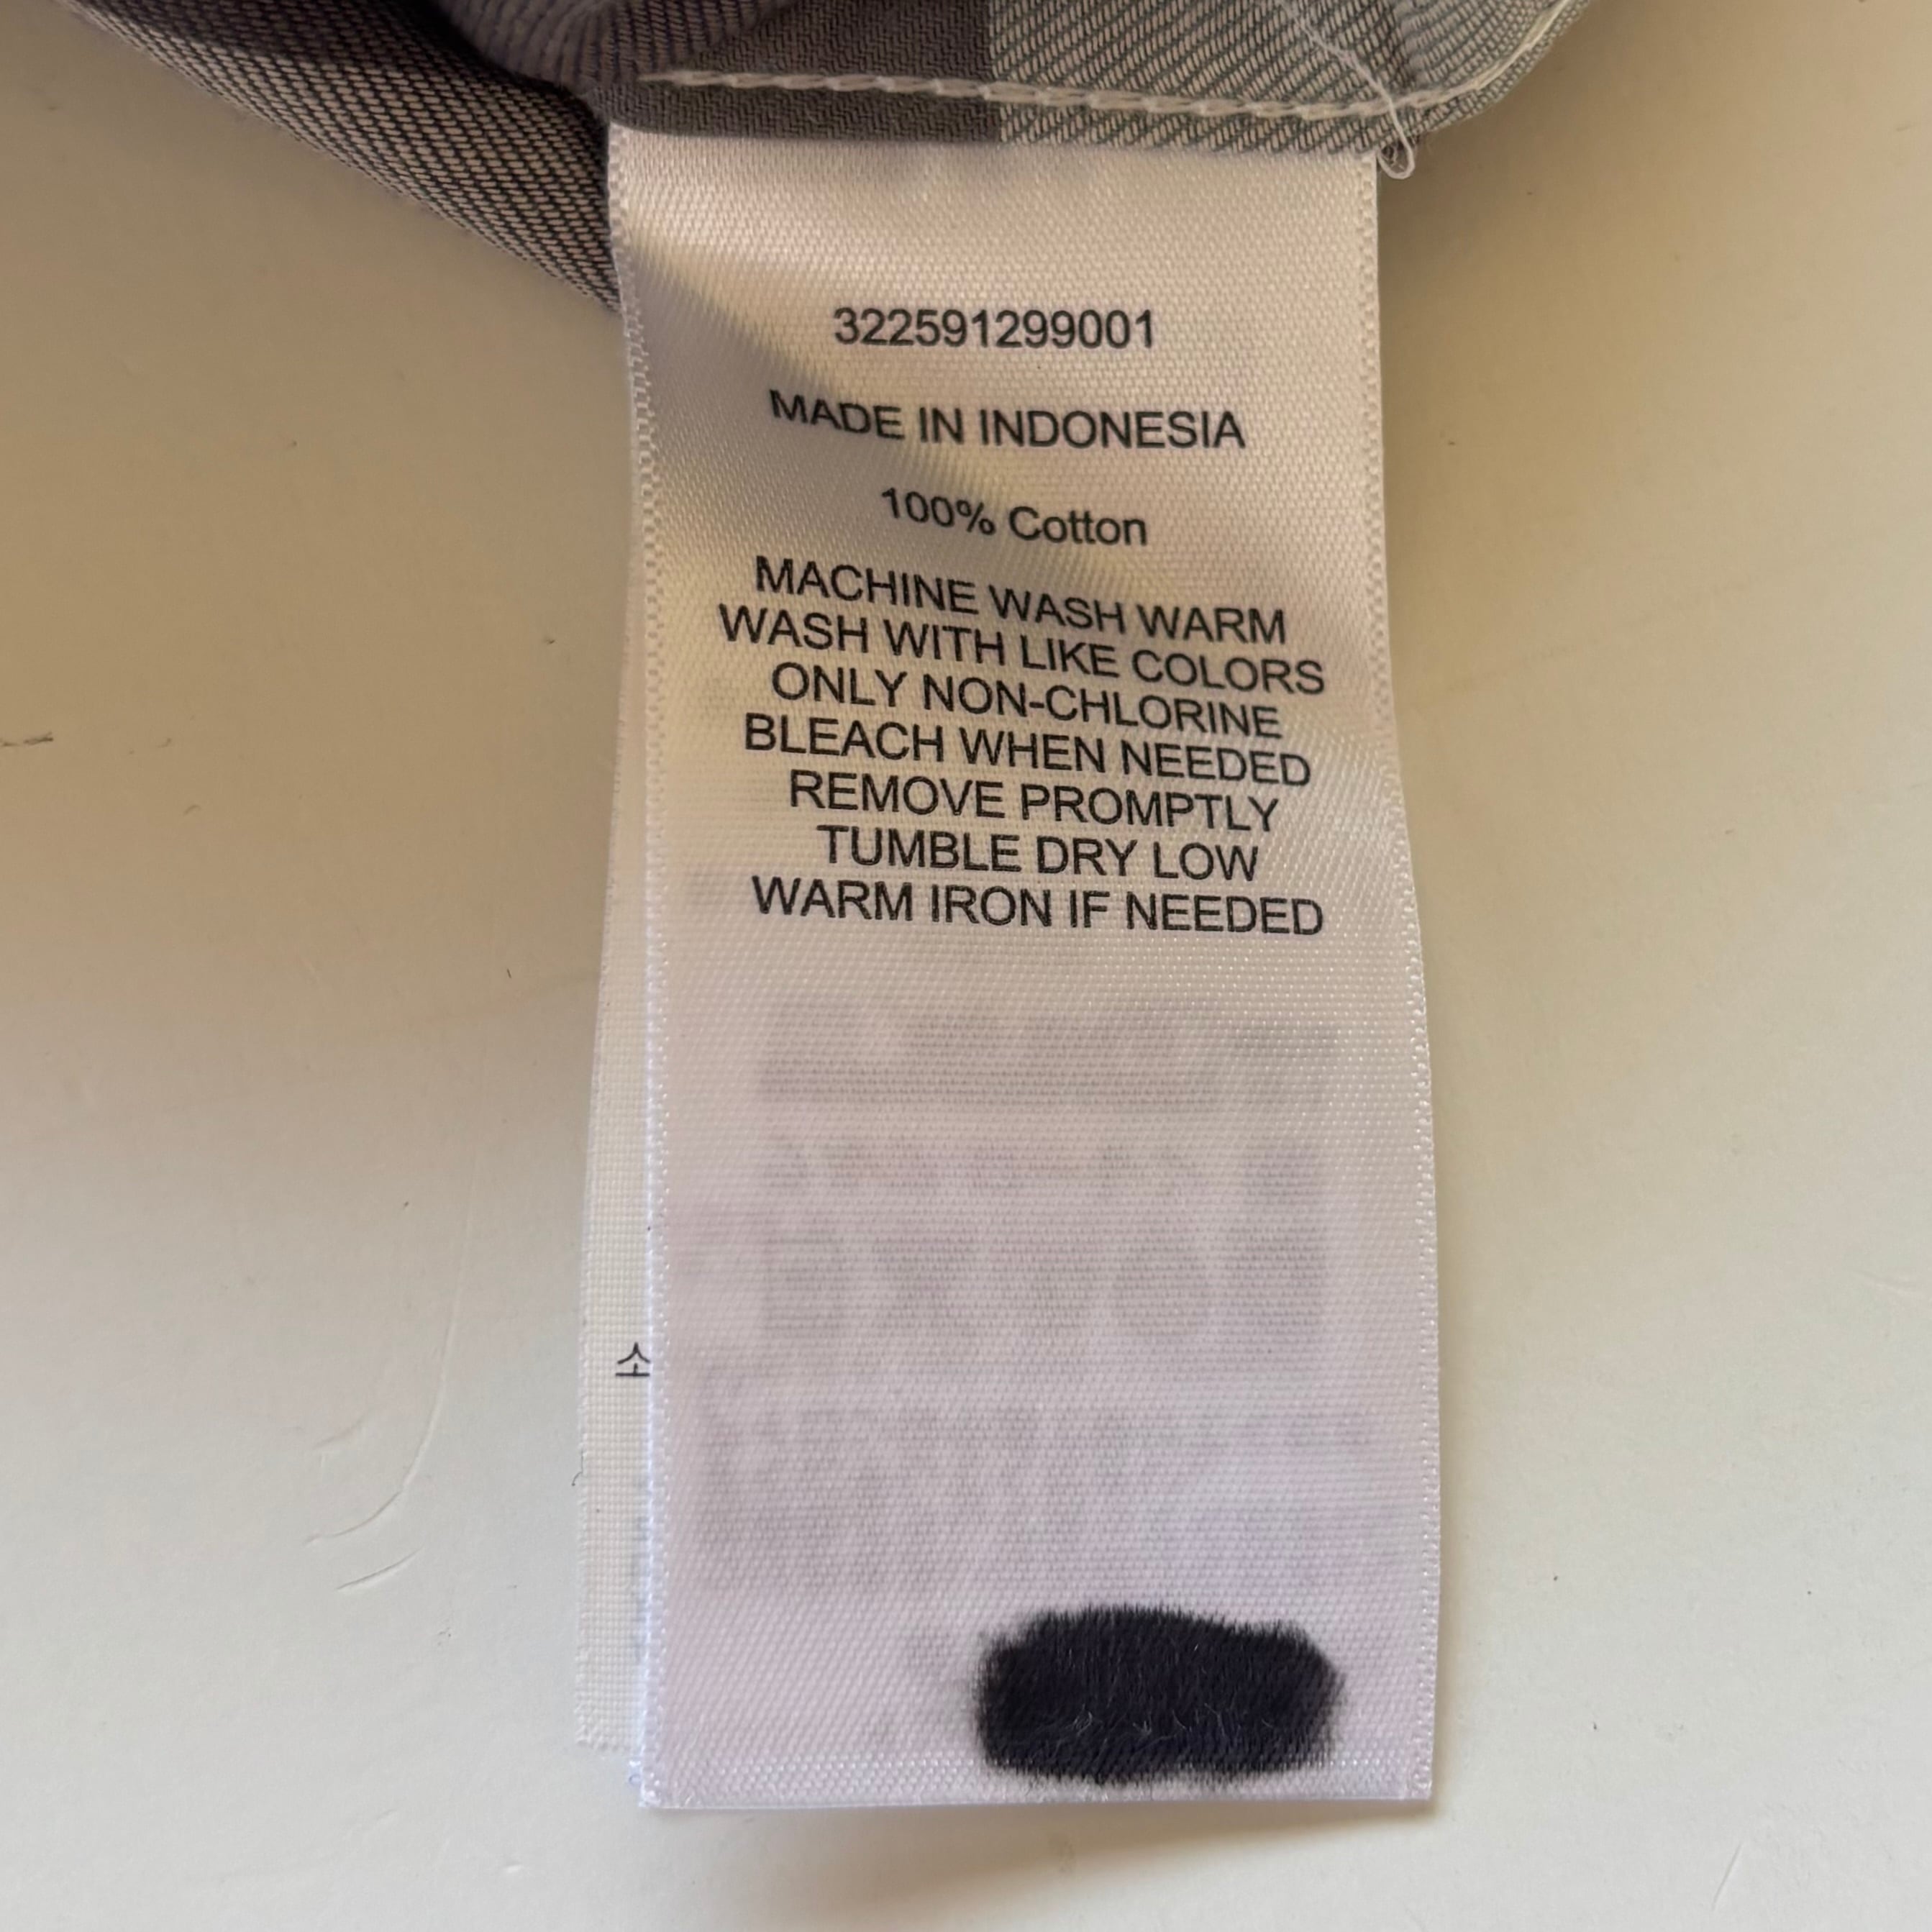 322591299001
MADE IN INDONESIA
100% Cotton
MACHINE WASH WARM
WASH WITH LIKE COLORS
ONLY NON-CHLORINE
BLEACH WHEN NEEDED
REMOVE PROMPTLY
TUMBLE DRY LOW
WARM IRON IF NEEDED
소